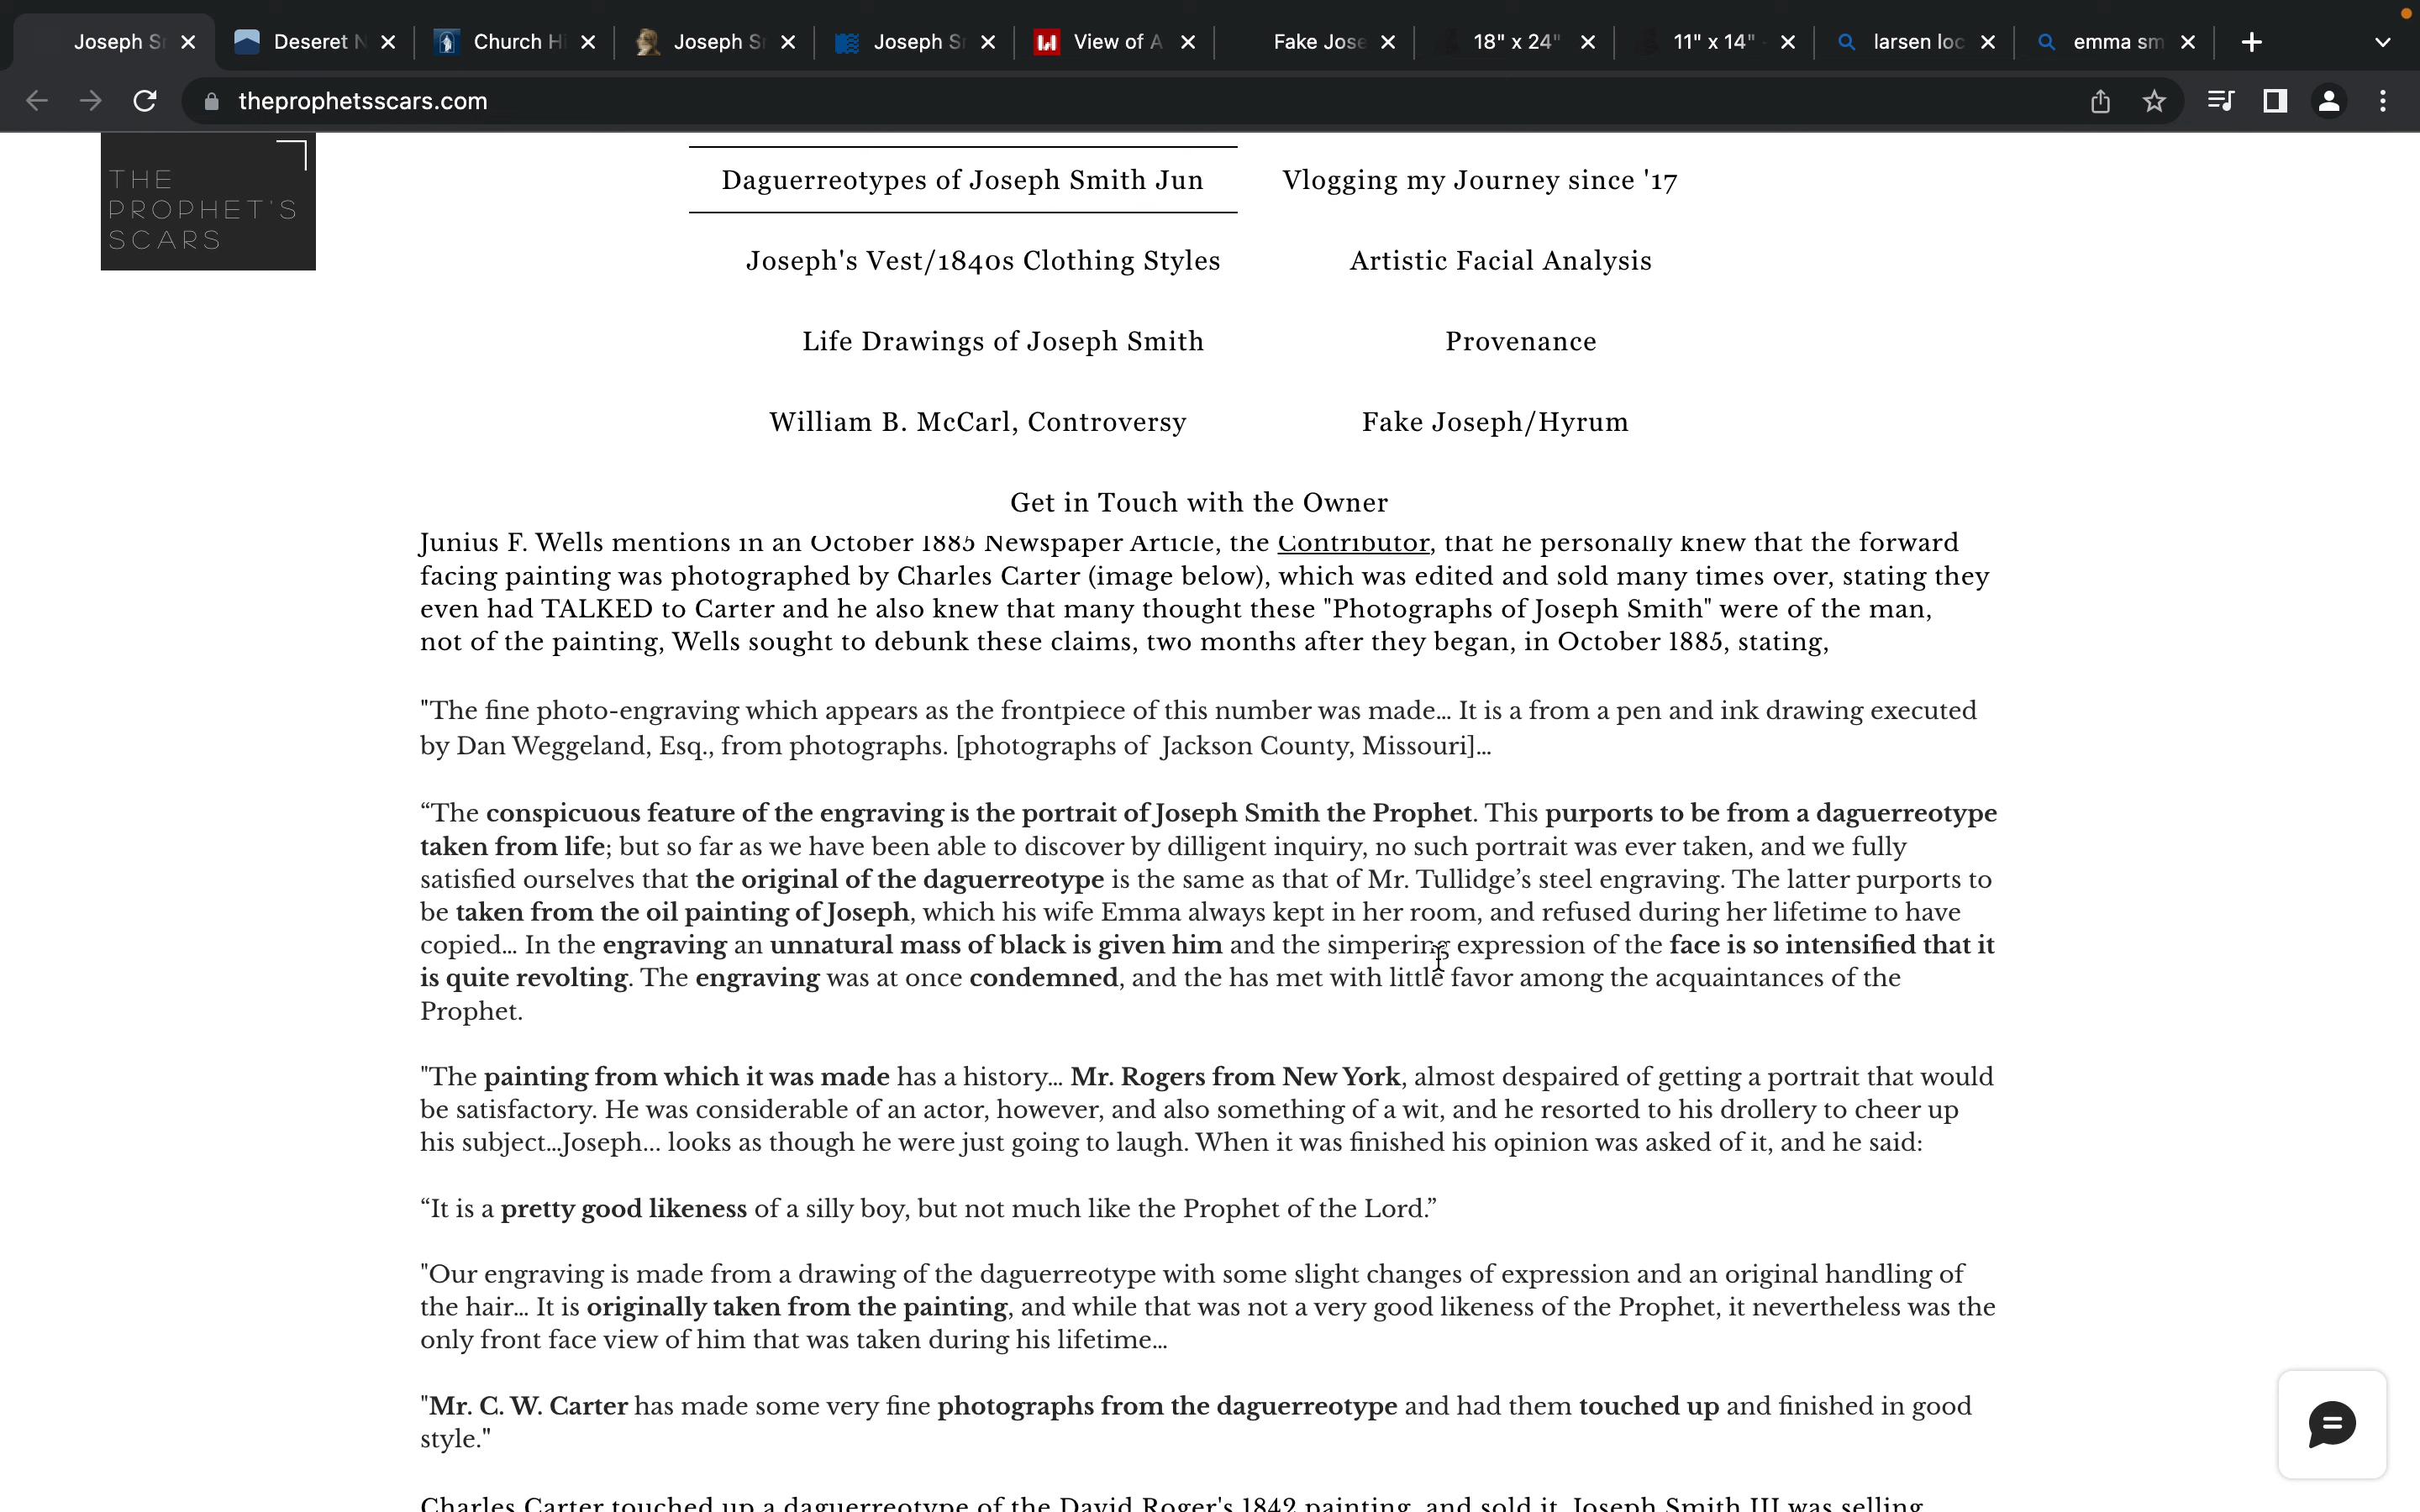 Joseph S
Deseret N
Church Hi
Joseph S
Joseph S
View of A
Fake Jose
18" x 24"
11" x 14" -
larsen loc
emma sm
theprophetsscars.com
THE
PROPHET'S
SCARS
Daguerreotypes of Joseph Smith Jun
Vlogging my Journey since '17
Joseph's Vest/1840s Clothing Styles
Artistic Facial Analysis
Life Drawings of Joseph Smith
Provenance
William B. McCarl, Controversy
Fake Joseph/Hyrum
Get in Touch with the Owner
Junius F. Wells mentions in an October 1885 Newspaper Article, the Contributor, that he personally knew that the forward
facing painting was photographed by Charles Carter (image below), which was edited and sold many times over, stating they
even had TALKED to Carter and he also knew that many thought these "Photographs of Joseph Smith" were of the man,
not of the painting, Wells sought to debunk these claims, two months after they began, in October 1885, stating,
"The fine photo-engraving which appears as the frontpiece of this number was made... It is a from a pen and ink drawing executed
by Dan Weggeland, Esq., from photographs. [photographs of Jackson County, Missouri]...
“The conspicuous feature of the engraving is the portrait of Joseph Smith the Prophet. This purports to be from a daguerreotype
taken from life; but so far as we have been able to discover by dilligent inquiry, no such portrait was ever taken, and we fully
satisfied ourselves that the original of the daguerreotype is the same as that of Mr. Tullidge’s steel engraving. The latter purports to
be taken from the oil painting of Joseph, which his wife Emma always kept in her room, and refused during her lifetime to have
copied... In the engraving an unnatural mass of black is given him and the simpering expression of the face is so intensified that it
is quite revolting. The engraving was at once condemned, and the has met with little favor among the acquaintances of the
Prophet.
"The painting from which it was made has a history... Mr. Rogers from New York, almost despaired of getting a portrait that would
be satisfactory. He was considerable of an actor, however, and also something of a wit, and he resorted to his drollery to cheer up
his subject...Joseph... looks as though he were just going to laugh. When it was finished his opinion was asked of it, and he said:
“It is a pretty good likeness of a silly boy, but not much like the Prophet of the Lord.”
"Our engraving is made from a drawing of the daguerreotype with some slight changes of expression and an original handling of
the hair... It is originally taken from the painting, and while that was not a very good likeness of the Prophet, it nevertheless was the
only front face view of him that was taken during his lifetime...
"Mr. C. W. Carter has made some very fine photographs from the daguerreotype and had them touched up and finished in good
style."
Charles Carter touched up a daguerreotype of the David Roger's 1842 painting, and sold it. Joseph Smith III was selling